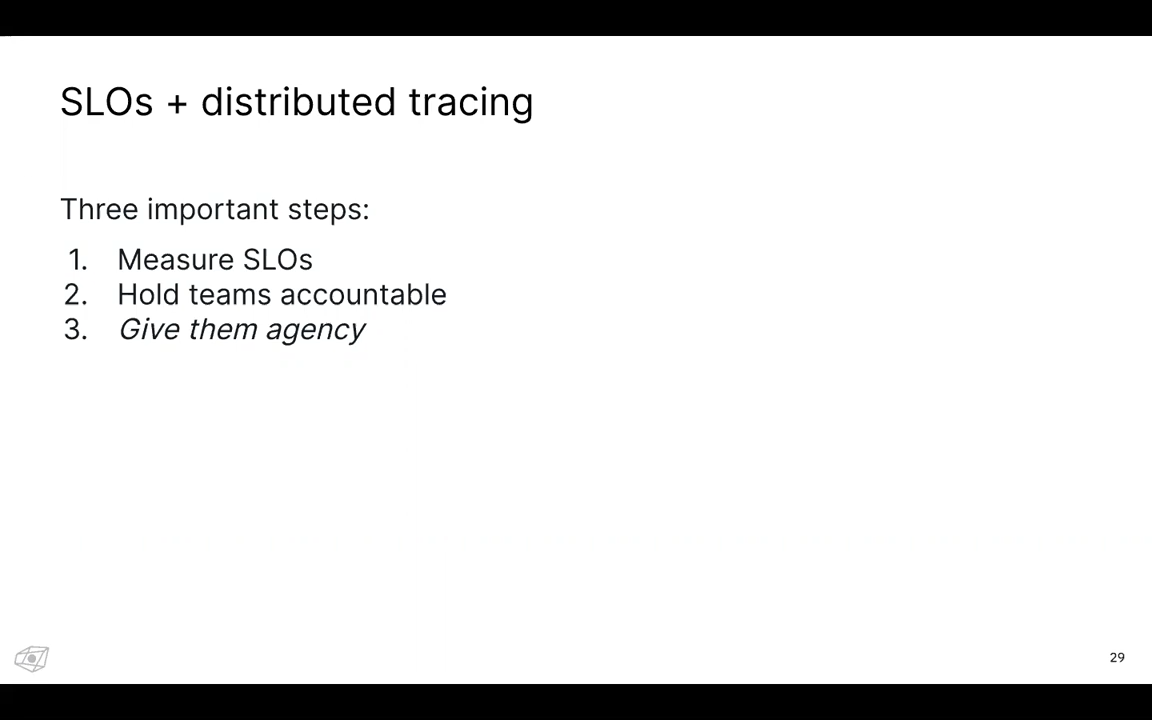 SLOs + distributed tracing
Three important steps:
1. Measure SLOs
2. Hold teams accountable
3. Give them agency
29